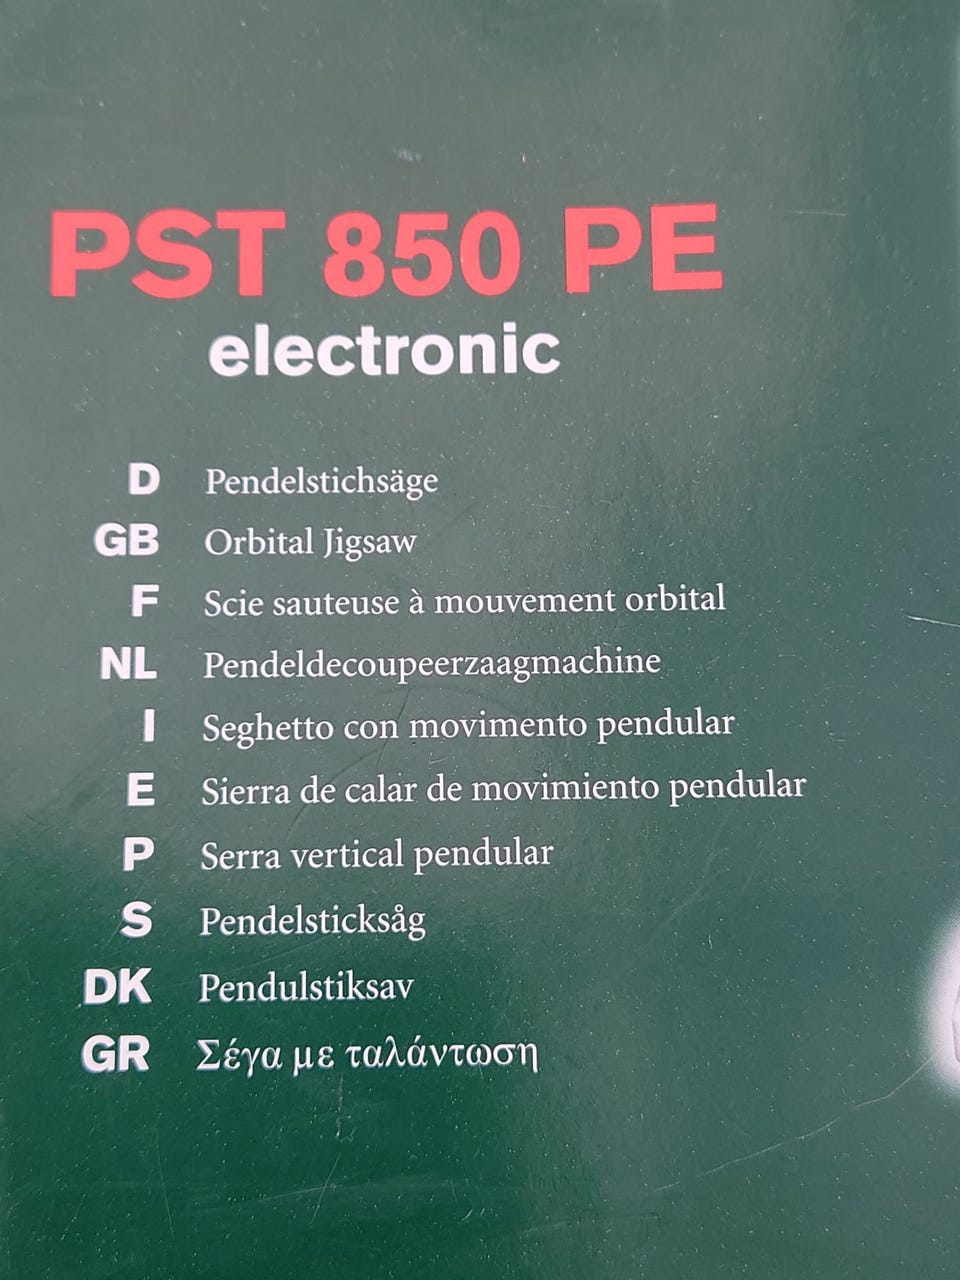 PST 850 PE
electronic
D Pendelstichsäge
GB Orbital Jigsaw
F Scie sauteuse à mouvement orbital
NL Pendeldecoupeerzaagmachine
I Seghetto con movimento pendular
E Sierra de calar de movimiento pendular
P Serra vertical pendular
S Pendelsticksåg
DK Pendulstiksav
GR Σέγα με ταλάντωση